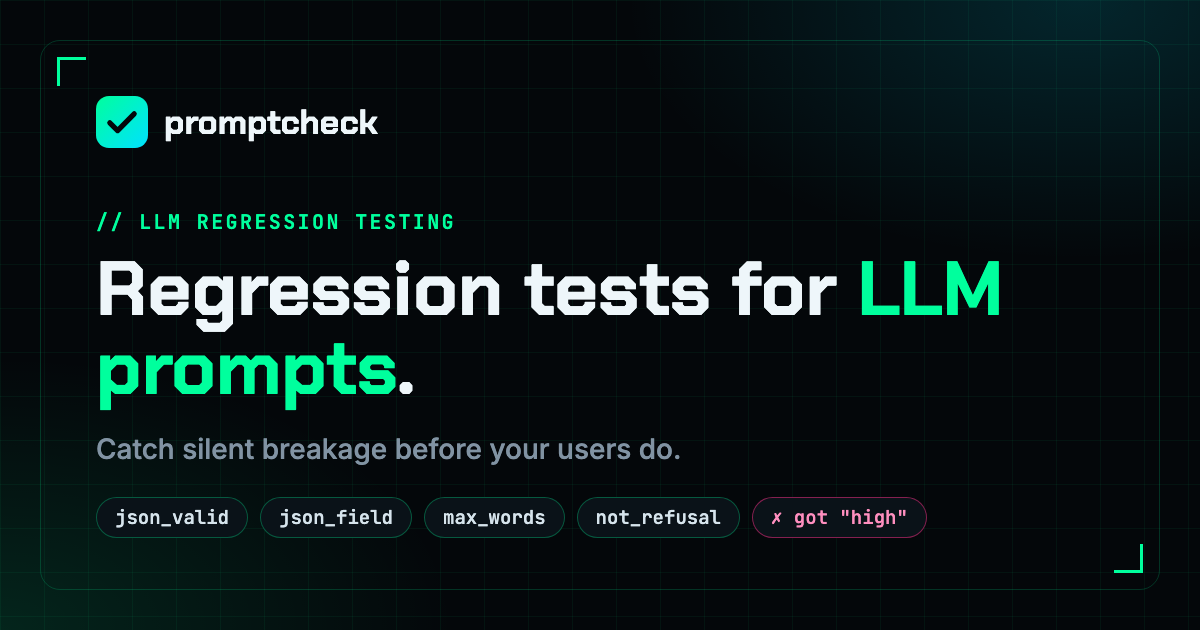 promptcheck
// LLM REGRESSION TESTING
Regression tests for LLM
prompts.
Catch silent breakage before your users do.
json_valid json_field max_words not_refusal ✗ got "high"